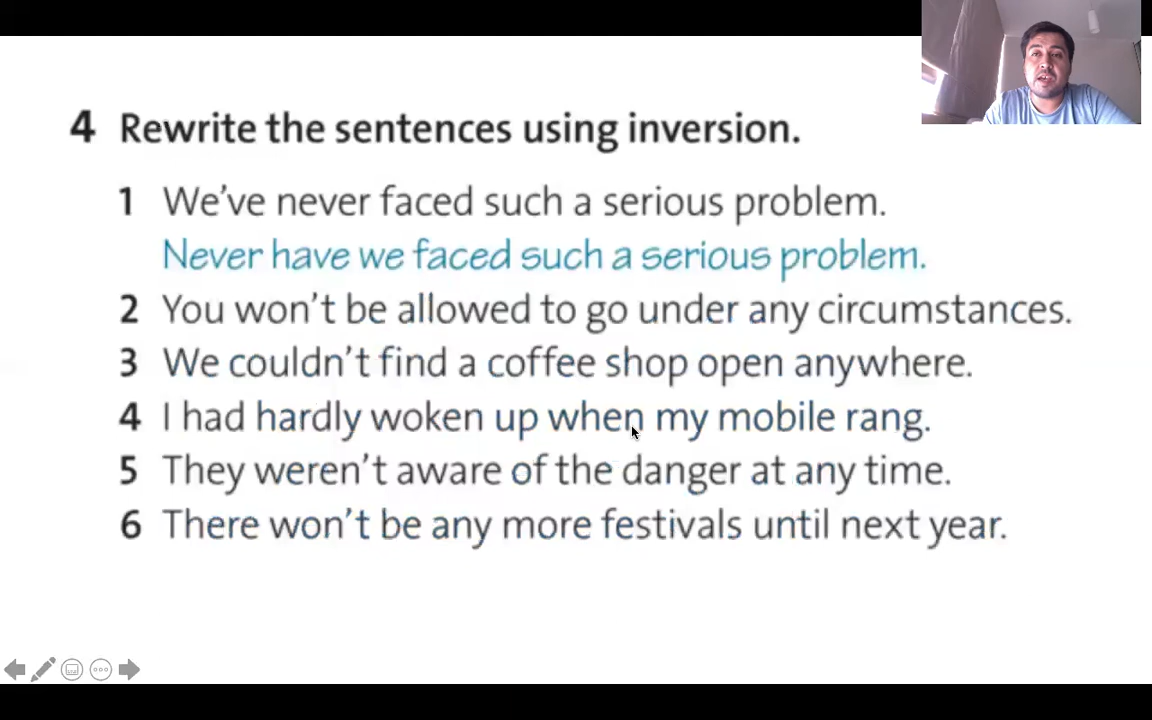 4 Rewrite the sentences using inversion.
1 We've never faced such a serious problem.
Never have we faced such a serious problem.
2 You won't be allowed to go under any circumstances.
3 We couldn't find a coffee shop open anywhere.
4 I had hardly woken up when my mobile rang.
5 They weren't aware of the danger at any time.
6 There won't be any more festivals until next year.